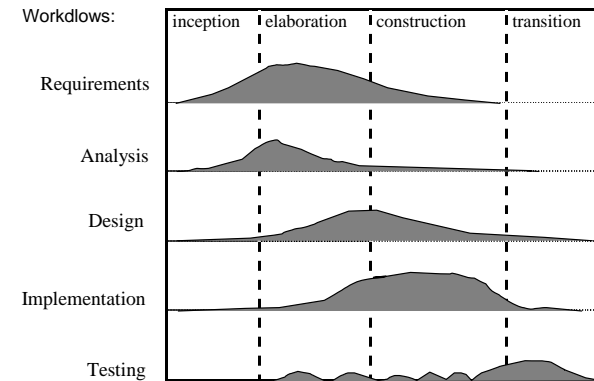 Workdlows:
inception elaboration construction transition
Requirements
Analysis
Design
Implementation
Testing